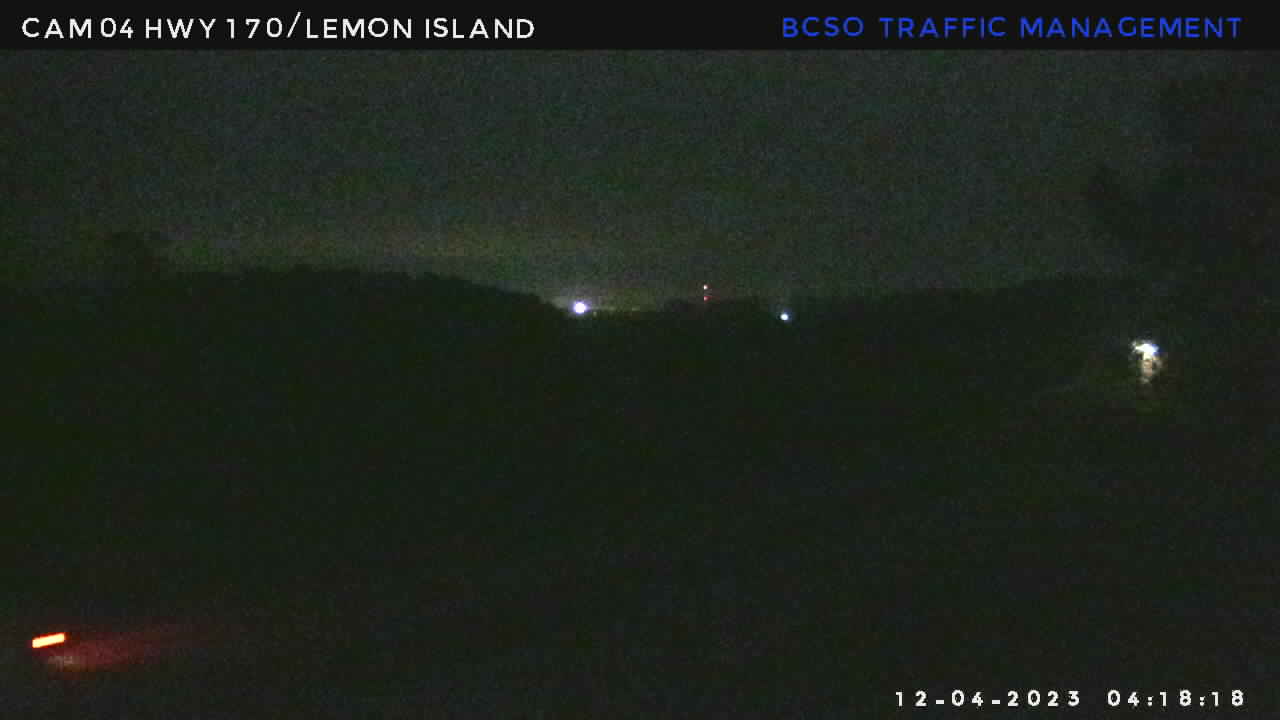 CAM04 HWY 170/LEMON ISLAND
BCSO TRAFFIC MANAGEMENT
12-04-2023 04:18:18